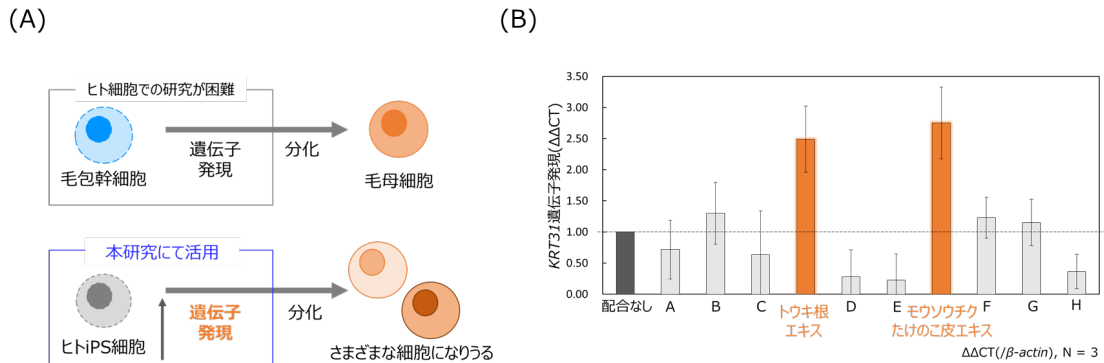 (A)
ヒト細胞での研究が困難
毛包幹細胞
遺伝子
発現
分化
毛母細胞
本研究にて活用
ヒトiPS細胞
遺伝子
発現
分化
さまざまな細胞になりうる
(B)
KRT31遺伝子発現(ΔΔCT)
3.50
3.00
2.50
2.00
1.50
1.00
0.50
0.00
配合なし
A
B
C
トウキ根
エキス
D
E
モウソウチク
たけのこ皮エキス
F
G
H
ΔΔCT(/β-actin), N = 3